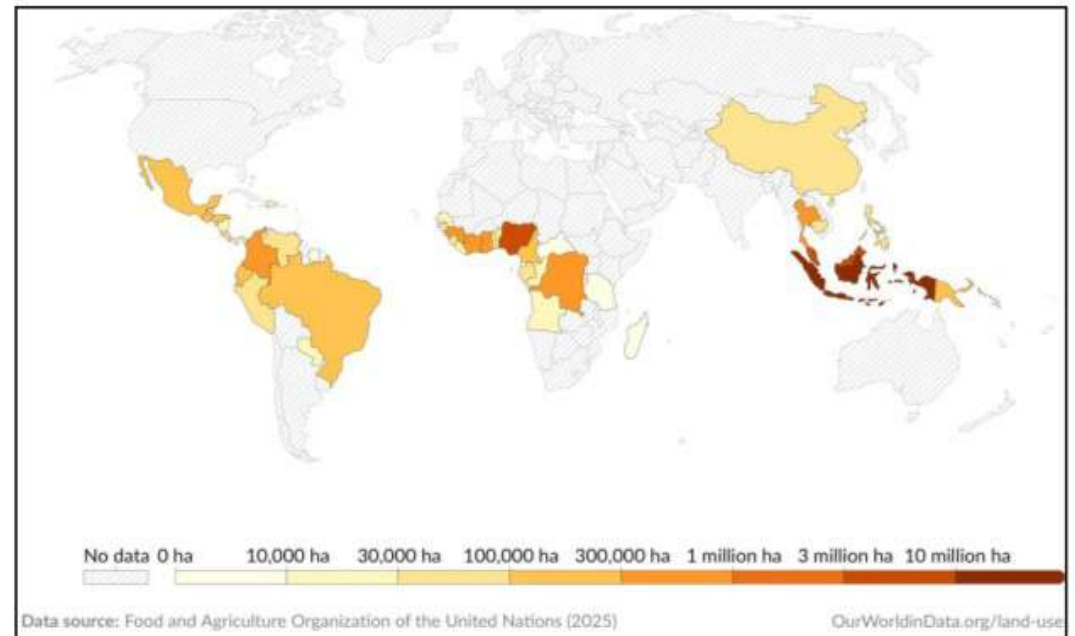 No data 0 ha 10,000 ha 30,000 ha 100,000 ha 300,000 ha 1 million ha 3 million ha 10 million ha
Data source: Food and Agriculture Organization of the United Nations (2025) OurWorldinData.org/land-use